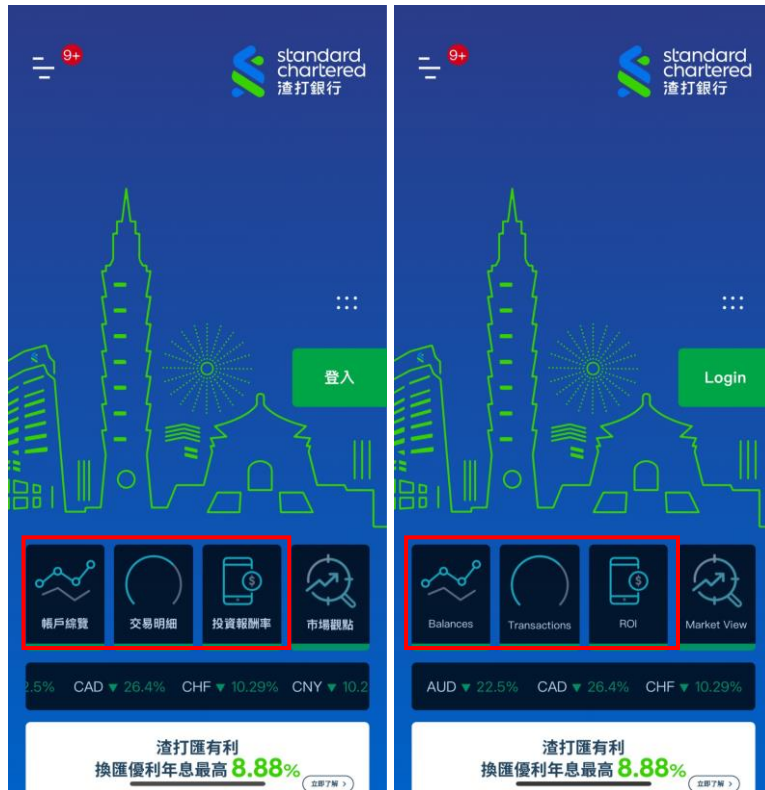 9+
standard
chartered
渣打銀行
登入
帳戶綜覽
交易明細
投資報酬率
市場觀點
2.5% CAD ▼ 26.4% CHF ▼ 10.29% CNY ▼ 10.2
渣打匯有利
換匯優利年息最高 8.88%
立即了解 >
9+
standard
chartered
渣打銀行
Login
Balances
Transactions
ROI
Market View
AUD ▼ 22.5% CAD ▼ 26.4% CHF ▼ 10.29%
渣打匯有利
換匯優利年息最高 8.88%
立即了解 >